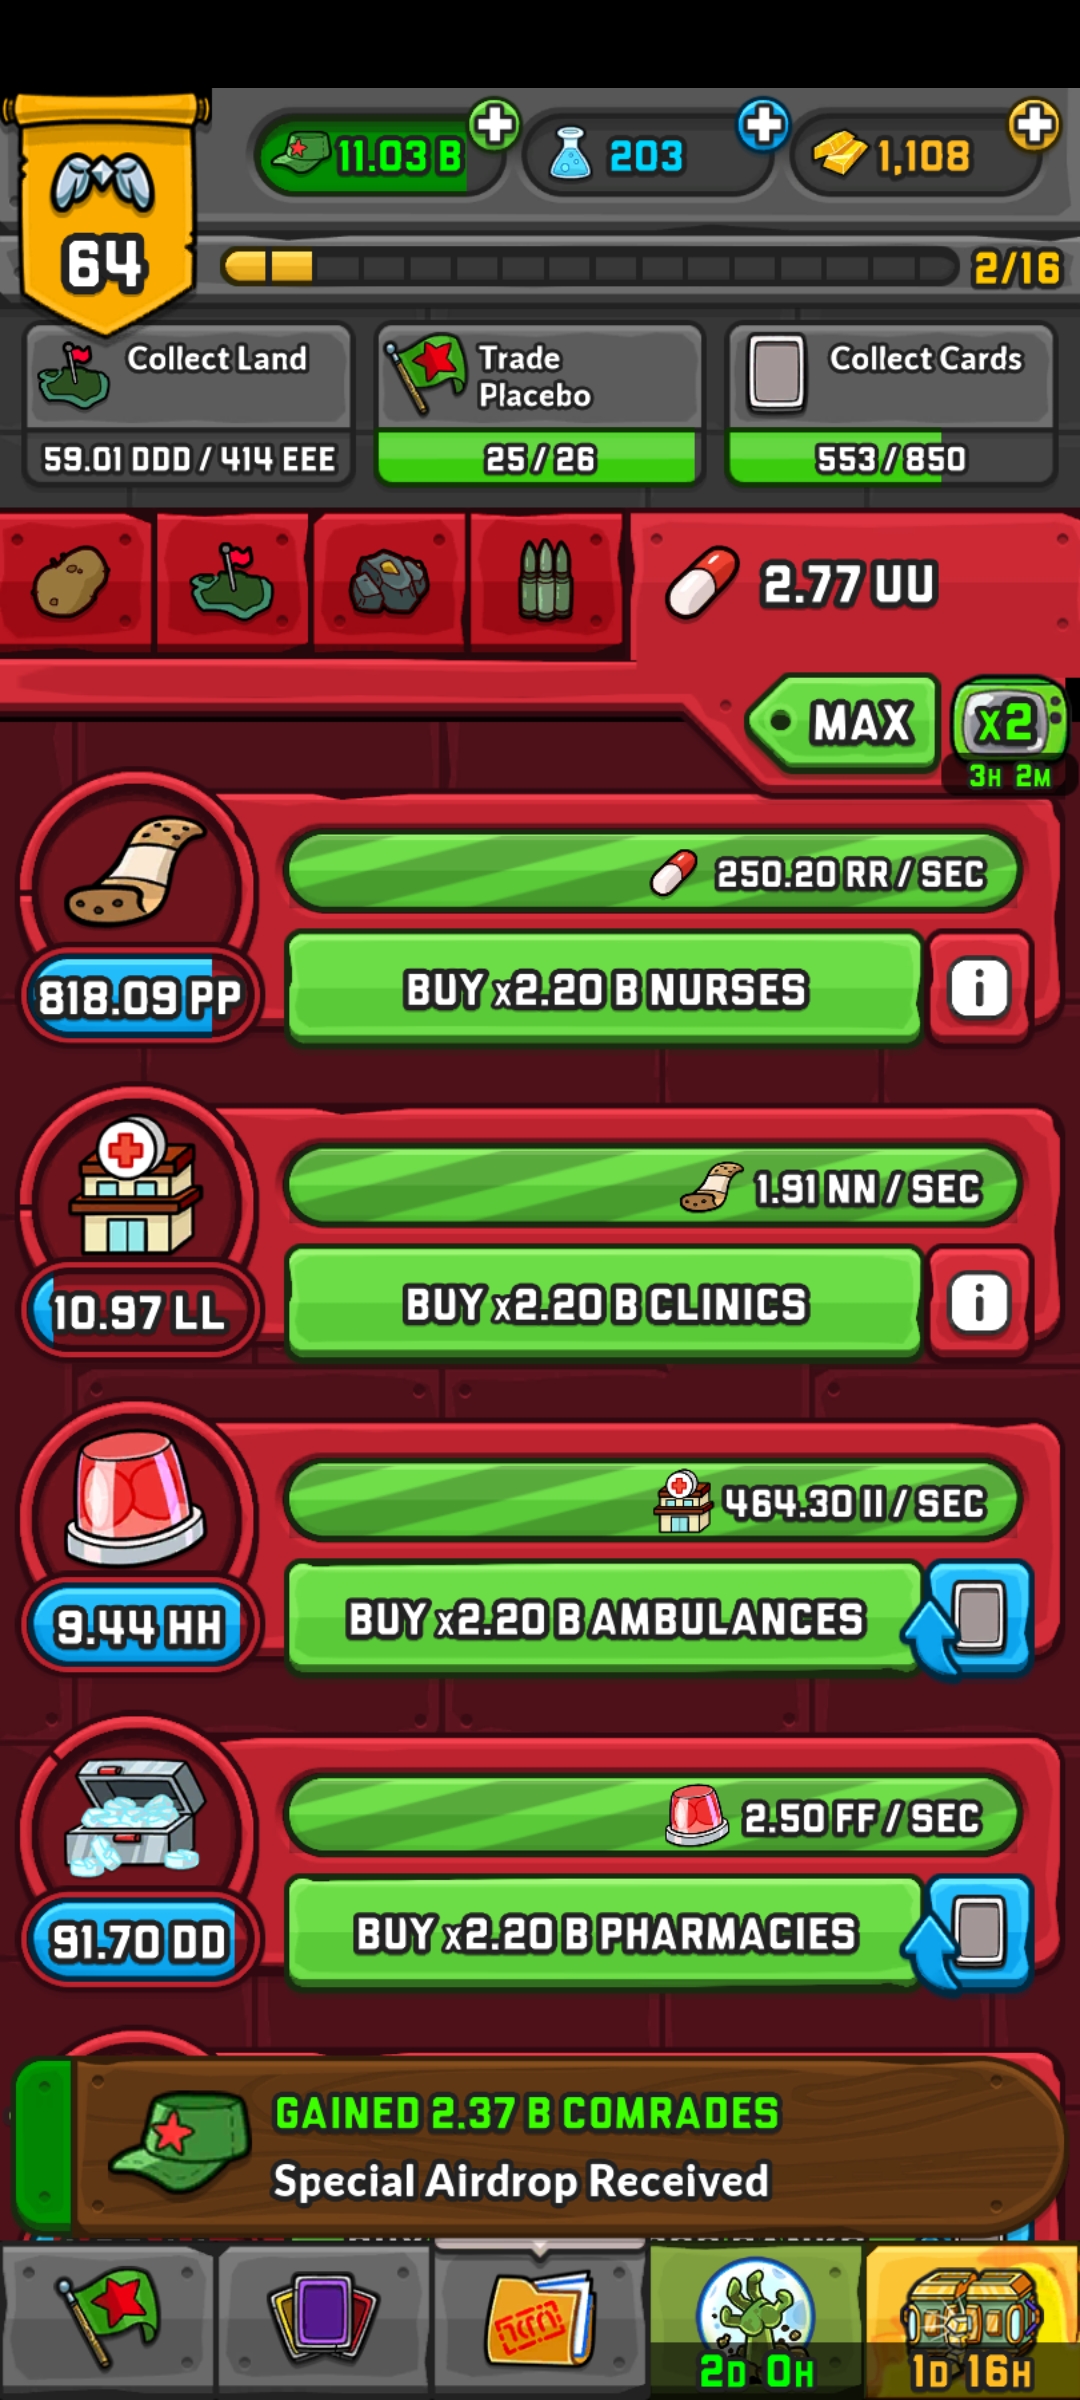 11.03 B
203
1,108
64
2/16
Collect Land
59.01 DDD / 414 EEE
Trade
Placebo
25 / 26
Collect Cards
553 / 850
2.77 UU
MAX
x2
3H 2M
250.20 RR / SEC
818.09 PP
BUY x2.20 B NURSES
i
1.91 NN / SEC
10.97 LL
BUY x2.20 B CLINICS
i
464.30 II / SEC
9.44 HH
BUY x2.20 B AMBULANCES
2.50 FF / SEC
91.70 DD
BUY x2.20 B PHARMACIES
GAINED 2.37 B COMRADES
Special Airdrop Received
2D 0H
1D 16H